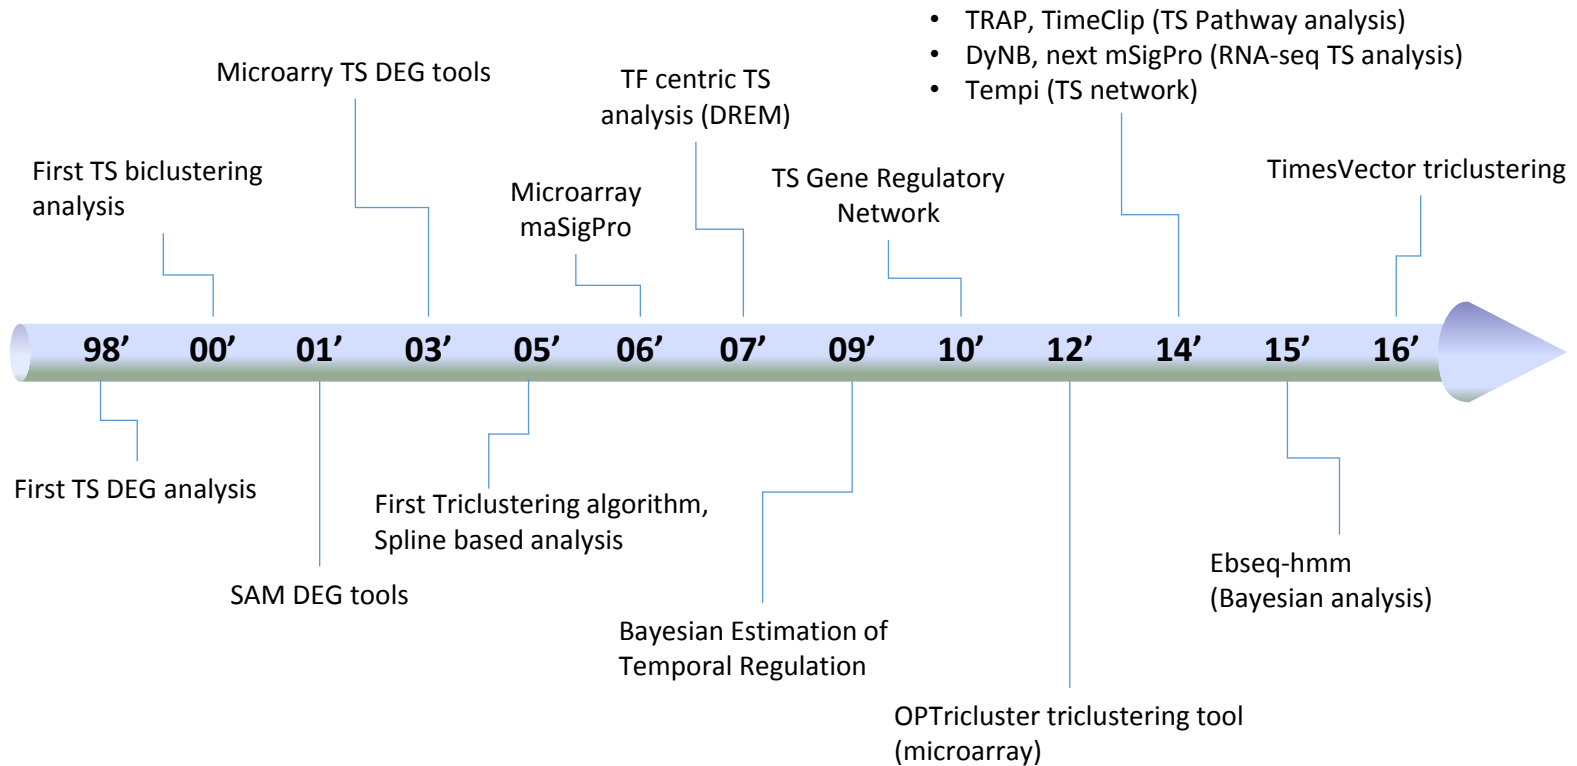 • TRAP, TimeClip (TS Pathway analysis)
• DyNB, next mSigPro (RNA-seq TS analysis)
• Tempi (TS network)
Microarry TS DEG tools
TF centric TS
analysis (DREM)
First TS biclustering
analysis
Microarray
maSigPro
TS Gene Regulatory
Network
TimesVector triclustering
98’ 00’ 01’ 03’ 05’ 06’ 07’ 09’ 10’ 12’ 14’ 15’ 16’
First TS DEG analysis
First Triclustering algorithm,
Spline based analysis
SAM DEG tools
Ebseq-hmm
(Bayesian analysis)
Bayesian Estimation of
Temporal Regulation
OPTricluster triclustering tool
(microarray)